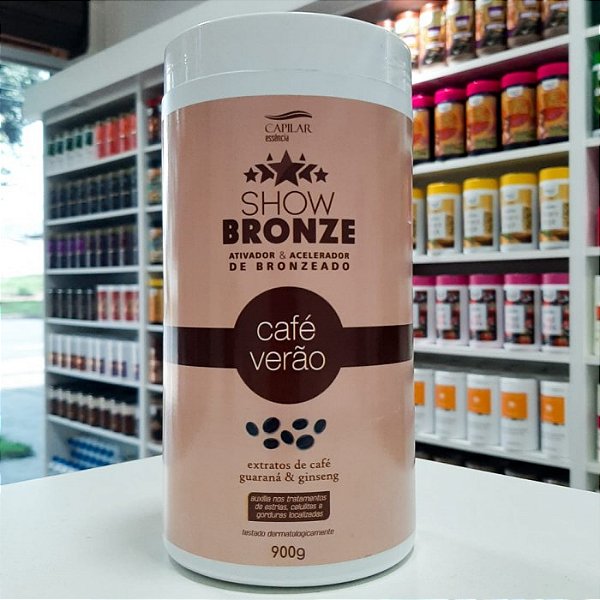 CAPILAR
essência
SHOW
BRONZE
ATIVADOR & ACELERADOR
DE BRONZEADO
café
verão
extratos de café
guaraná & ginseng
auxilia nos tratamentos
de estrias, celulites e
gorduras localizadas
testado dermatologicamente
900g